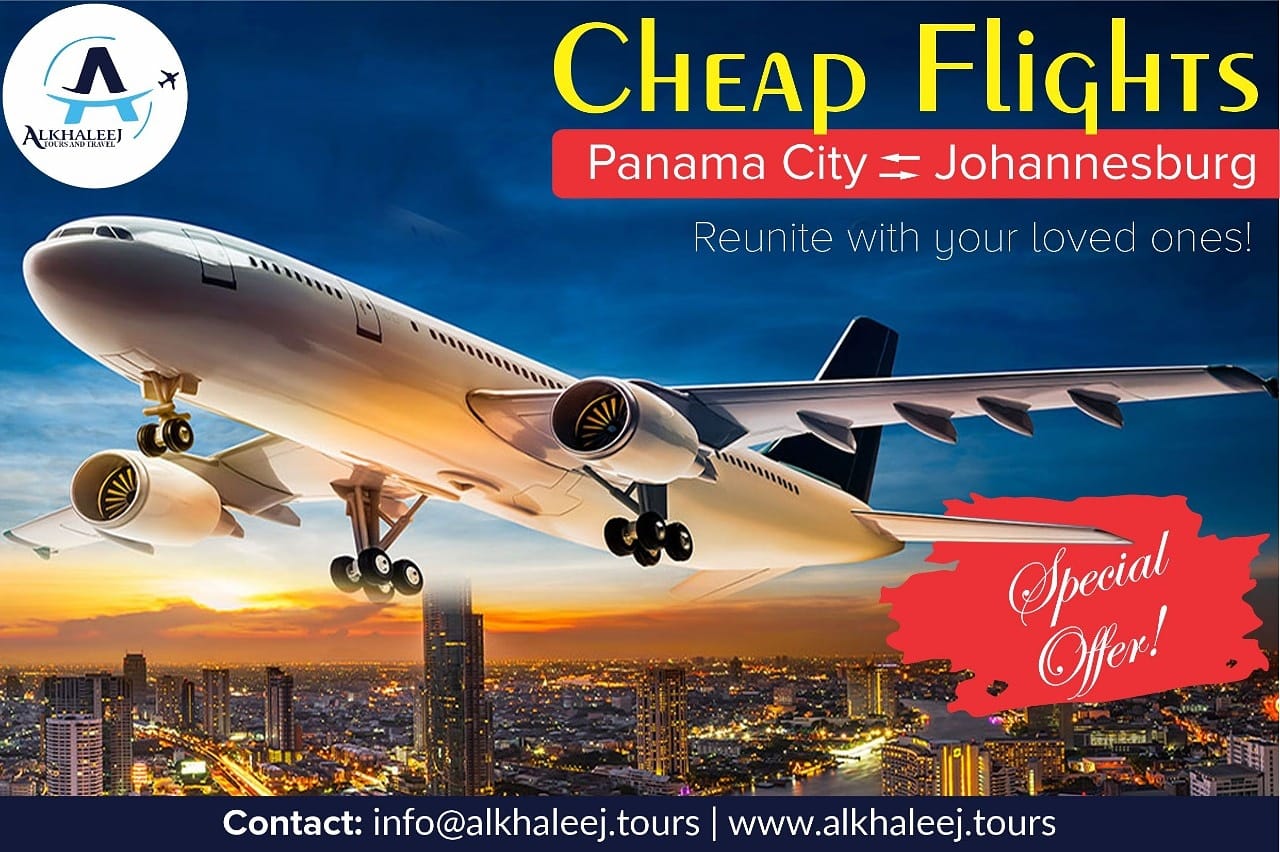 ALKHALEEJ
TOURS AND TRAVEL
Cheap Flights
Panama City ⇆ Johannesburg
Reunite with your loved ones!
Special
Offer!
Contact: info@alkhaleej.tours | www.alkhaleej.tours